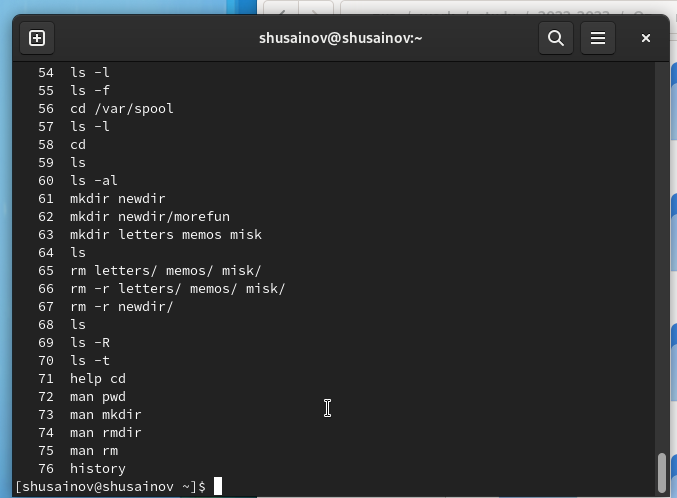 shusainov@shusainov:~
54 ls -l
55 ls -f
56 cd /var/spool
57 ls -l
58 cd
59 ls
60 ls -al
61 mkdir newdir
62 mkdir newdir/morefun
63 mkdir letters memos misk
64 ls
65 rm letters/ memos/ misk/
66 rm -r letters/ memos/ misk/
67 rm -r newdir/
68 ls
69 ls -R
70 ls -t
71 help cd
72 man pwd
73 man mkdir
74 man rmdir
75 man rm
76 history
[shusainov@shusainov ~]$